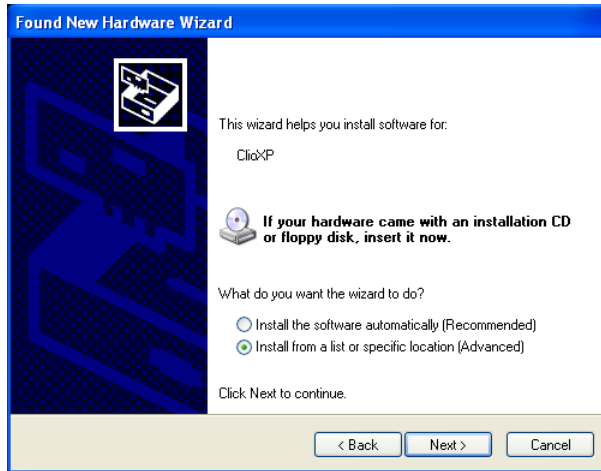 Found New Hardware Wizard
This wizard helps you install software for:
ClioXP
If your hardware came with an installation CD
or floppy disk, insert it now.
What do you want the wizard to do?
Install the software automatically (Recommended)
Install from a list or specific location (Advanced)
Click Next to continue.
< Back Next > Cancel